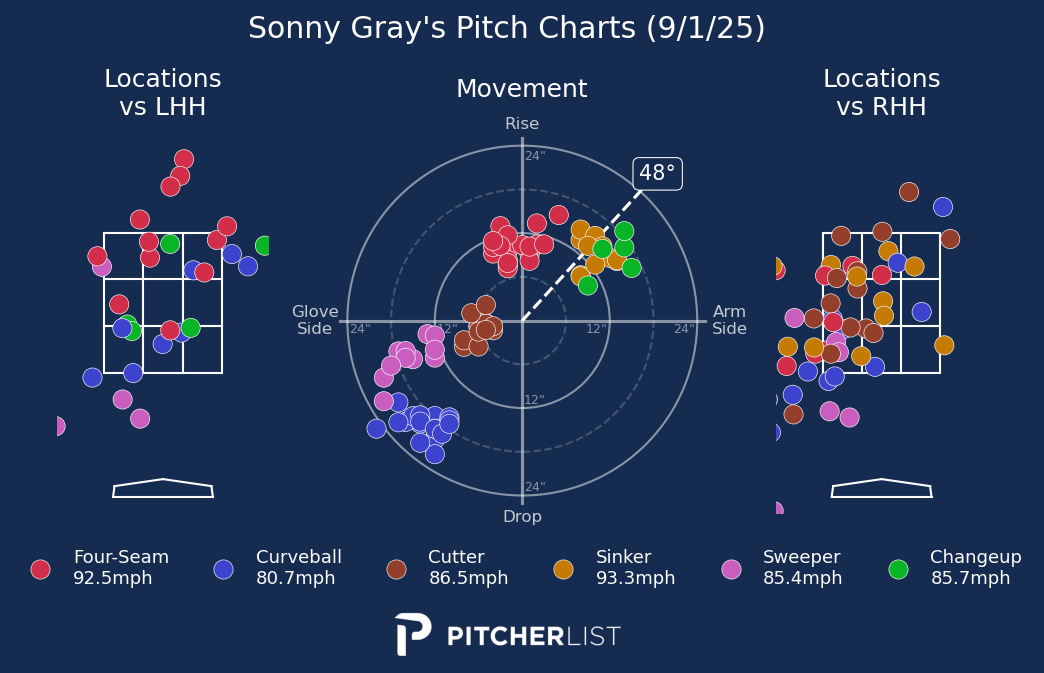 Sonny Gray's Pitch Charts (9/1/25)
Locations
vs LHH
Movement
Locations
vs RHH
Rise
24"
48°
Glove
Side
24"
12"
12"
24"
Arm
Side
12"
24"
Drop
Four-Seam
92.5mph
Curveball
80.7mph
Cutter
86.5mph
Sinker
93.3mph
Sweeper
85.4mph
Changeup
85.7mph
PITCHERLIST